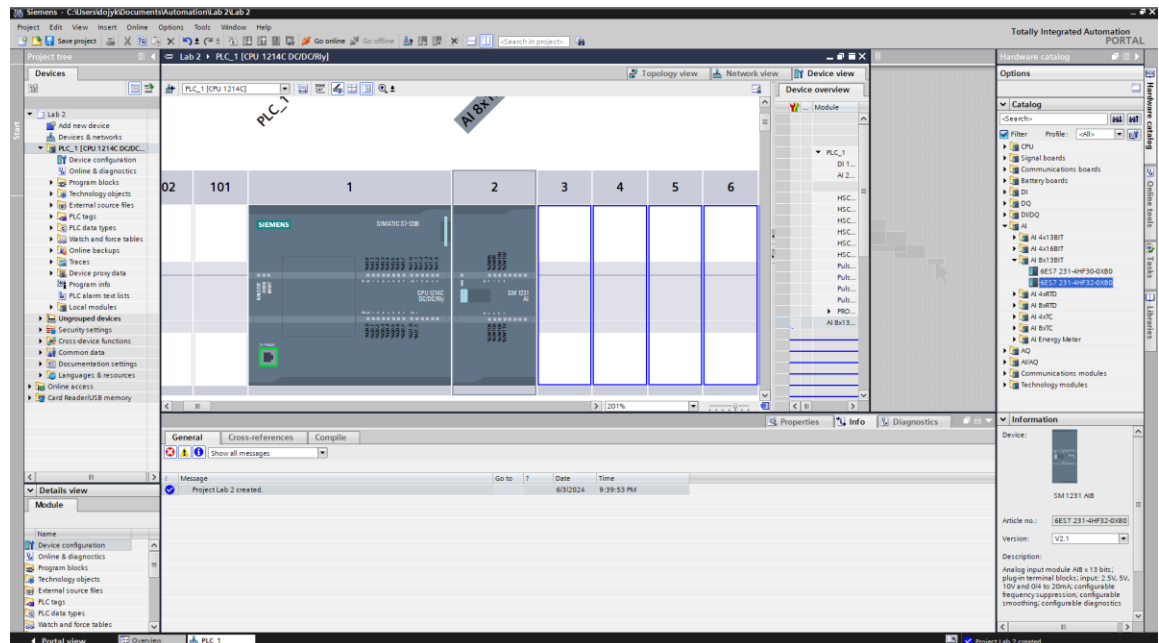 Siemens - C:\Users\dojyk\Documents\Automation\Lab 2\Lab 2
Project Edit View Insert Online Options Tools Window Help
Save project
Go online
Go offline
<Search in project>
Totally Integrated Automation
PORTAL
Project tree
Devices
Lab 2
Add new device
Devices & networks
PLC_1 [CPU 1214C DC/DC...
Device configuration
Online & diagnostics
Program blocks
Technology objects
External source files
PLC tags
PLC data types
Watch and force tables
Online backups
Traces
Device proxy data
Program info
PLC alarm text lists
Local modules
Ungrouped devices
Security settings
Cross-device functions
Common data
Documentation settings
Languages & resources
Online access
Card Reader/USB memory
Details view
Module
Name
Device configuration
Online & diagnostics
Program blocks
Technology objects
External source files
PLC tags
PLC data types
Watch and force tables
Start
Lab 2 PLC_1 [CPU 1214C DC/DC/Rly]
Topology view
Network view
Device view
PLC_1 [CPU 1214C]
PLC_1
AI 8x1
02 101 1 2 3 4 5 6
SIEMENS
SIMATIC S7-1200
CPU 1214C
DC/DC/Rly
SM 1231
AI
201%
Device overview
... Module
PLC_1
DI 1...
AI 2...
HSC...
HSC...
HSC...
HSC...
HSC...
HSC...
Puls...
Puls...
Puls...
Puls...
PRO...
AI 8x13...
Properties
Info
Diagnostics
General
Cross-references
Compile
Show all messages
! Message Go to ? Date Time
Project Lab 2 created. 6/3/2024 9:39:53 PM
Hardware catalog
Options
Catalog
<Search>
Filter Profile: <All>
CPU
Signal boards
Communications boards
Battery boards
DI
DQ
DI/DQ
AI
AI 4x13BIT
AI 4x16BIT
AI 8x13BIT
6ES7 231-4HF30-0XB0
6ES7 231-4HF32-0XB0
AI 4xRTD
AI 8xRTD
AI 4xTC
AI 8xTC
AI Energy Meter
AQ
AI/AQ
Communications modules
Technology modules
Information
Device:
SM 1231 AI8
Article no.: 6ES7 231-4HF32-0XB0
Version: V2.1
Description:
Analog input module AI8 x 13 bits;
plug-in terminal blocks; input: 2.5V, 5V,
10V and 0/4 to 20mA; configurable
frequency suppression; configurable
smoothing; configurable diagnostics
Hardware catalog
Online tools
Tasks
Libraries
Portal view
Overview
PLC_1
Project Lab 2 created.